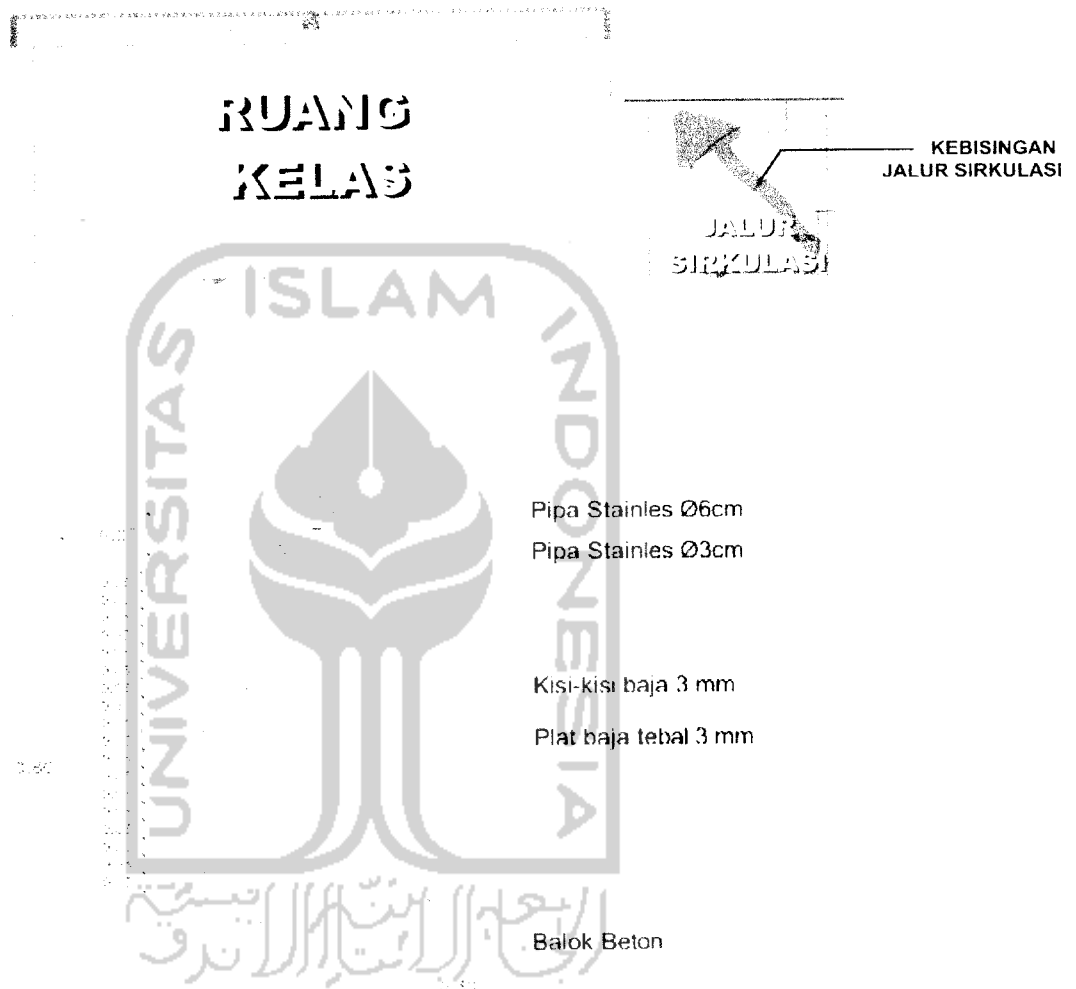 RUANG
KELAS
KEBISINGAN
JALUR SIRKULASI
JALUR
SIRKULASI
UNIVERSITAS ISLAM INDONESIA
Pipa Stainles Ø6cm
Pipa Stainles Ø3cm
Kisi-kisi baja 3 mm
Plat baja tebal 3 mm
Balok Beton